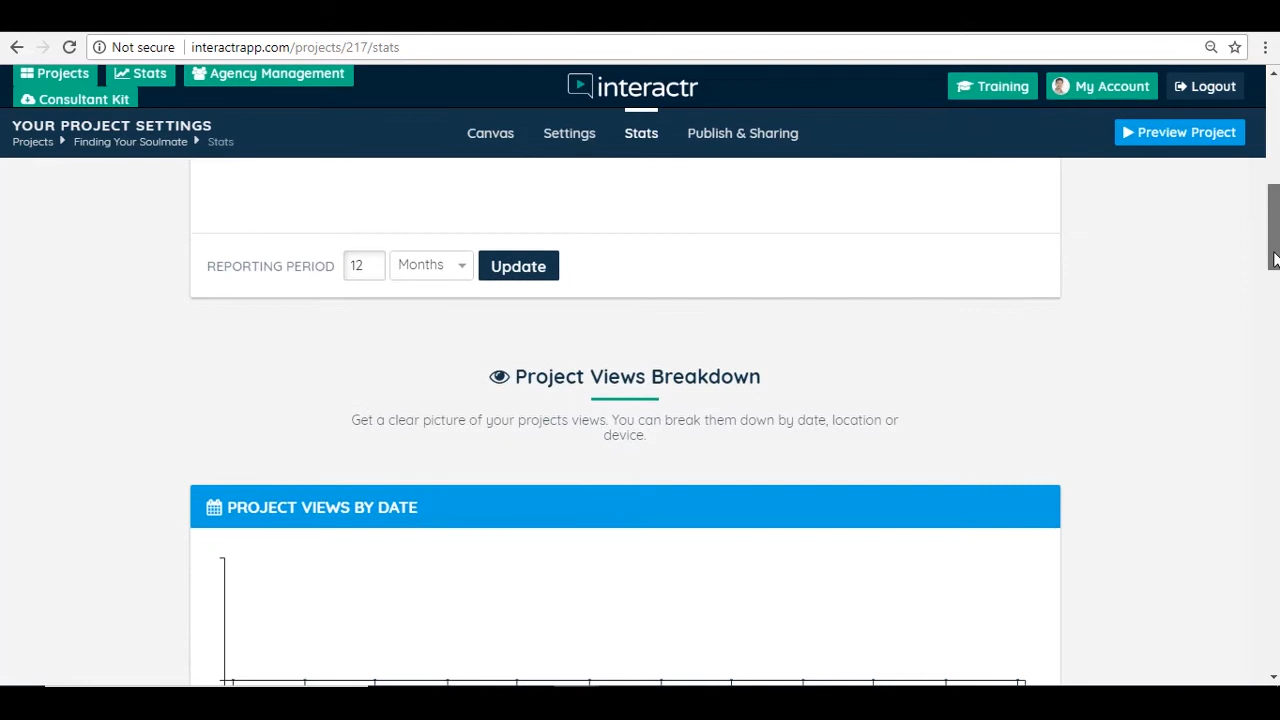 Not secure interactrapp.com/projects/217/stats
Projects Stats Agency Management
Consultant Kit
interactr
Training My Account Logout
YOUR PROJECT SETTINGS
Projects Finding Your Soulmate Stats
Canvas Settings Stats Publish & Sharing
Preview Project
REPORTING PERIOD 12 Months Update
Project Views Breakdown
Get a clear picture of your projects views. You can break them down by date, location or
device.
PROJECT VIEWS BY DATE